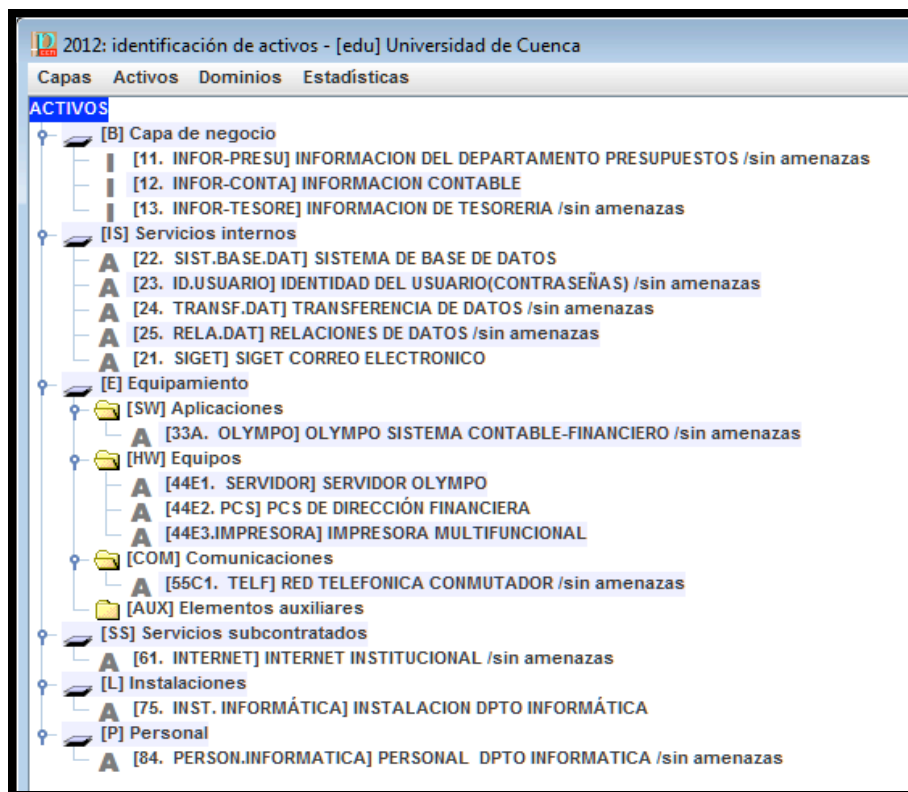 2012: identificación de activos - [edu] Universidad de Cuenca
Capas Activos Dominios Estadísticas
ACTIVOS
[B] Capa de negocio
[11. INFOR-PRESU] INFORMACION DEL DEPARTAMENTO PRESUPUESTOS /sin amenazas
[12. INFOR-CONTA] INFORMACION CONTABLE
[13. INFOR-TESORE] INFORMACION DE TESORERIA /sin amenazas
[IS] Servicios internos
A [22. SIST.BASE.DAT] SISTEMA DE BASE DE DATOS
A [23. ID.USUARIO] IDENTIDAD DEL USUARIO(CONTRASEÑAS) /sin amenazas
A [24. TRANSF.DAT] TRANSFERENCIA DE DATOS /sin amenazas
A [25. RELA.DAT] RELACIONES DE DATOS /sin amenazas
A [21. SIGET] SIGET CORREO ELECTRONICO
[E] Equipamiento
[SW] Aplicaciones
A [33A. OLYMPO] OLYMPO SISTEMA CONTABLE-FINANCIERO /sin amenazas
[HW] Equipos
A [44E1. SERVIDOR] SERVIDOR OLYMPO
A [44E2. PCS] PCS DE DIRECCIÓN FINANCIERA
A [44E3.IMPRESORA] IMPRESORA MULTIFUNCIONAL
[COM] Comunicaciones
A [55C1. TELF] RED TELEFONICA CONMUTADOR /sin amenazas
[AUX] Elementos auxiliares
[SS] Servicios subcontratados
A [61. INTERNET] INTERNET INSTITUCIONAL /sin amenazas
[L] Instalaciones
A [75. INST. INFORMÁTICA] INSTALACION DPTO INFORMÁTICA
[P] Personal
A [84. PERSON.INFORMATICA] PERSONAL DPTO INFORMATICA /sin amenazas